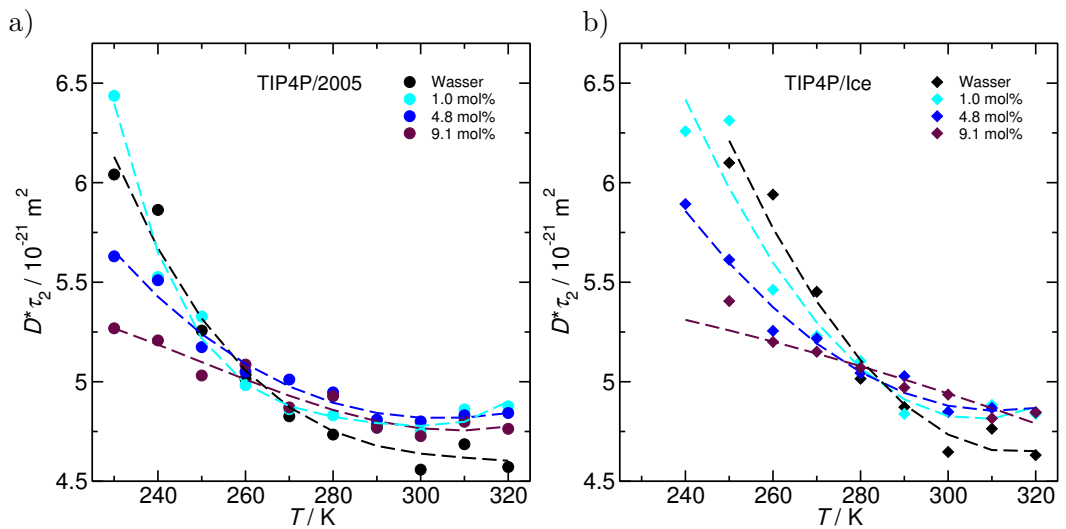 a)
TIP4P/2005
Wasser
1.0 mol%
4.8 mol%
9.1 mol%
6.5
6
5.5
5
4.5
D*τ₂ / 10⁻²¹ m²
240 260 280 300 320
T / K
b)
TIP4P/Ice
Wasser
1.0 mol%
4.8 mol%
9.1 mol%
6.5
6
5.5
5
4.5
D*τ₂ / 10⁻²¹ m²
240 260 280 300 320
T / K